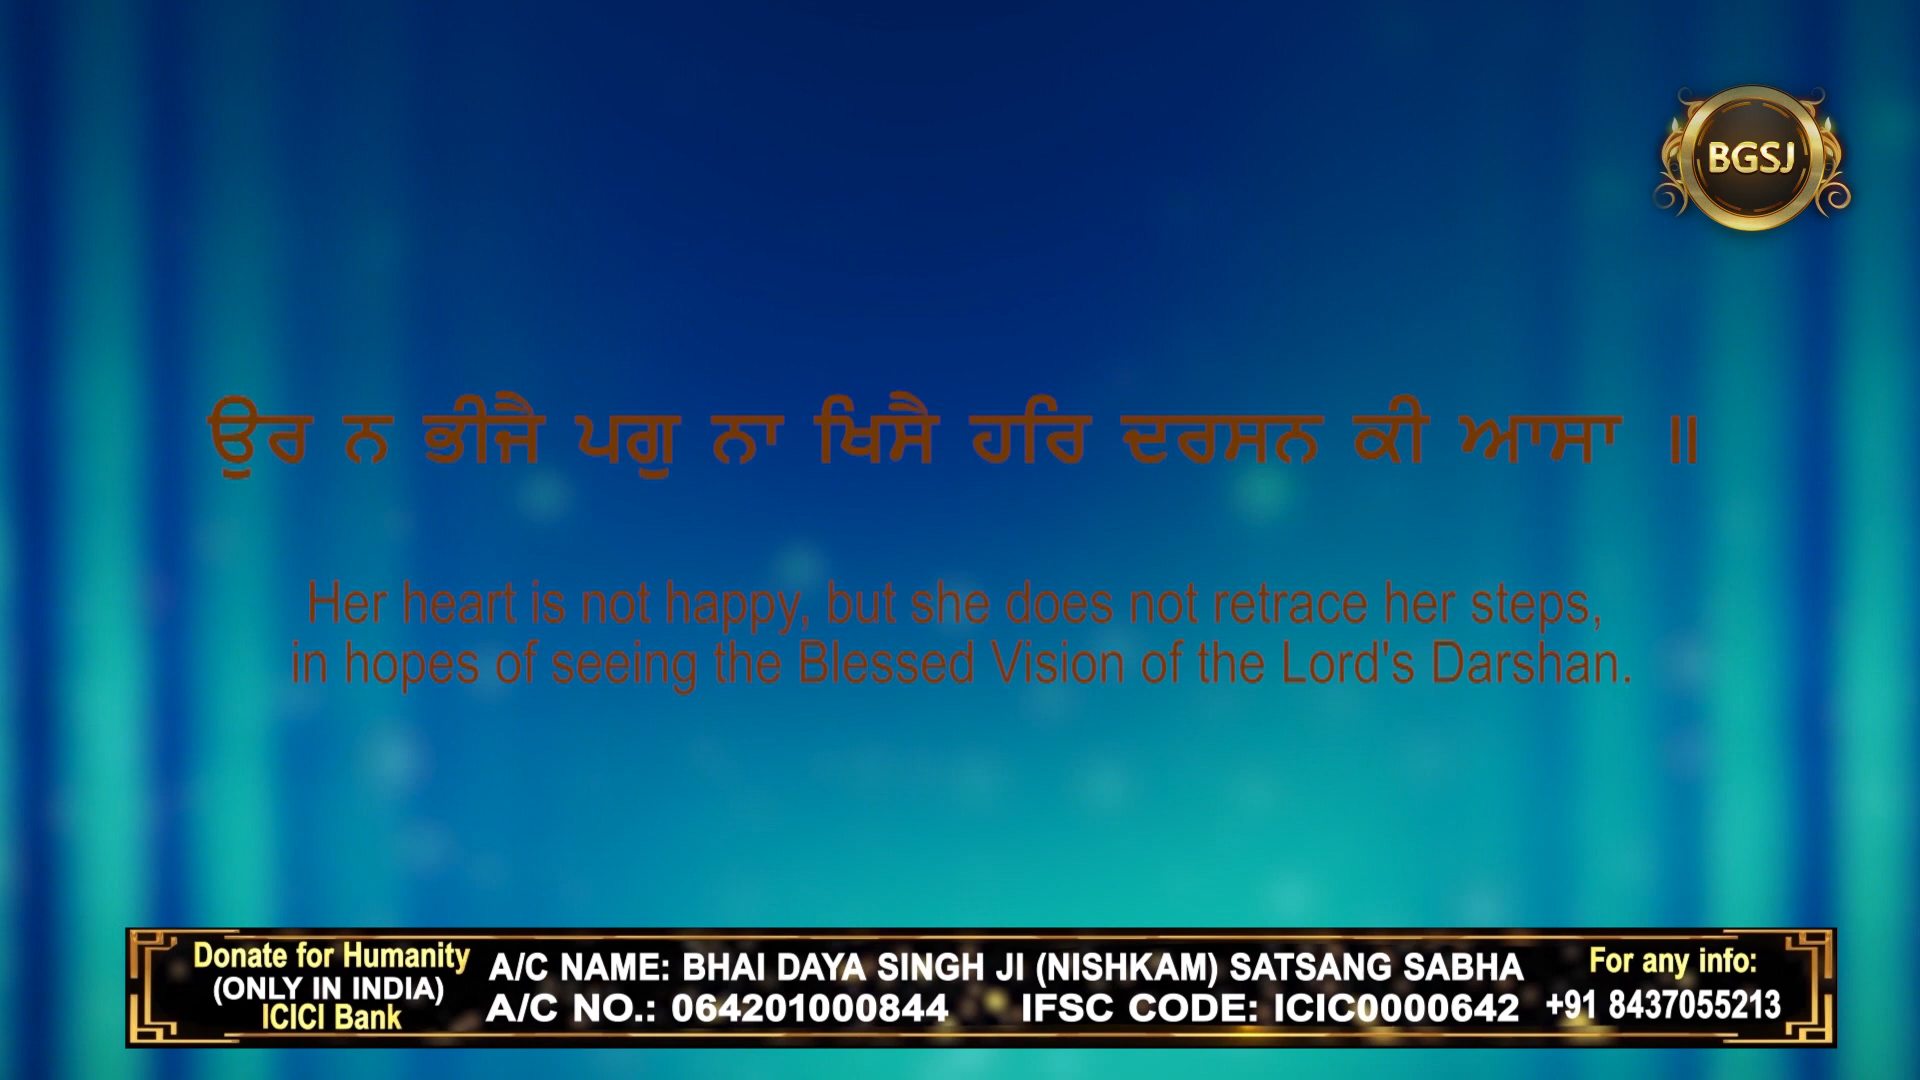 BGSJ
ਉਰ ਨ ਭੀਜੈ ਪਗੁ ਨਾ ਖਿਸੈ ਹਰਿ ਦਰਸਨ ਕੀ ਆਸਾ ॥
Her heart is not happy, but she does not retrace her steps,
in hopes of seeing the Blessed Vision of the Lord's Darshan.
Donate for Humanity
(ONLY IN INDIA)
ICICI Bank
A/C NAME: BHAI DAYA SINGH JI (NISHKAM) SATSANG SABHA
A/C NO.: 064201000844 IFSC CODE: ICIC0000642
For any info:
+91 8437055213